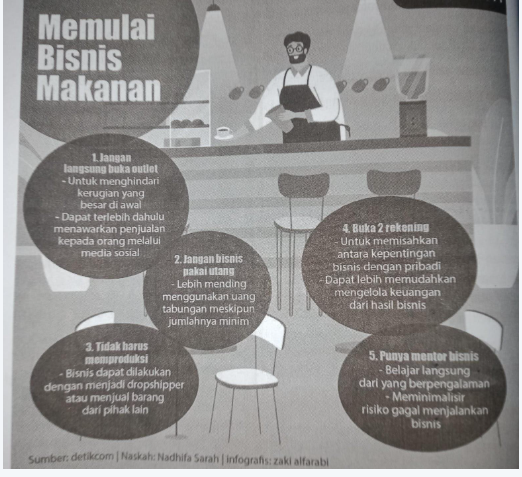 Memulai
Bisnis
Makanan
1. Jangan
langsung buka outlet
- Untuk menghindari
kerugian yang
besar di awal
- Dapat terlebih dahulu
menawarkan penjualan
kepada orang melalui
media sosial
2. Jangan bisnis
pakai utang
- Lebih mending
menggunakan uang
tabungan meskipun
jumlahnya minim
3. Tidak harus
memproduksi
- Bisnis dapat dilakukan
dengan menjadi dropshipper
atau menjual barang
dari pihak lain
4. Buka 2 rekening
Untuk memisahkan
antara kepentingan
bisnis dengan pribadi
- Dapat lebih memudahkan
mengelola keuangan
dari hasil bisnis
5. Punya mentor bisnis
- Belajar langsung
dari yang berpengalaman
- Meminimalisir
risiko gagal menjalankan
bisnis
Sumber: detikcom | Naskah: Nadhifa Sarah | Infografis: zaki alfarabi